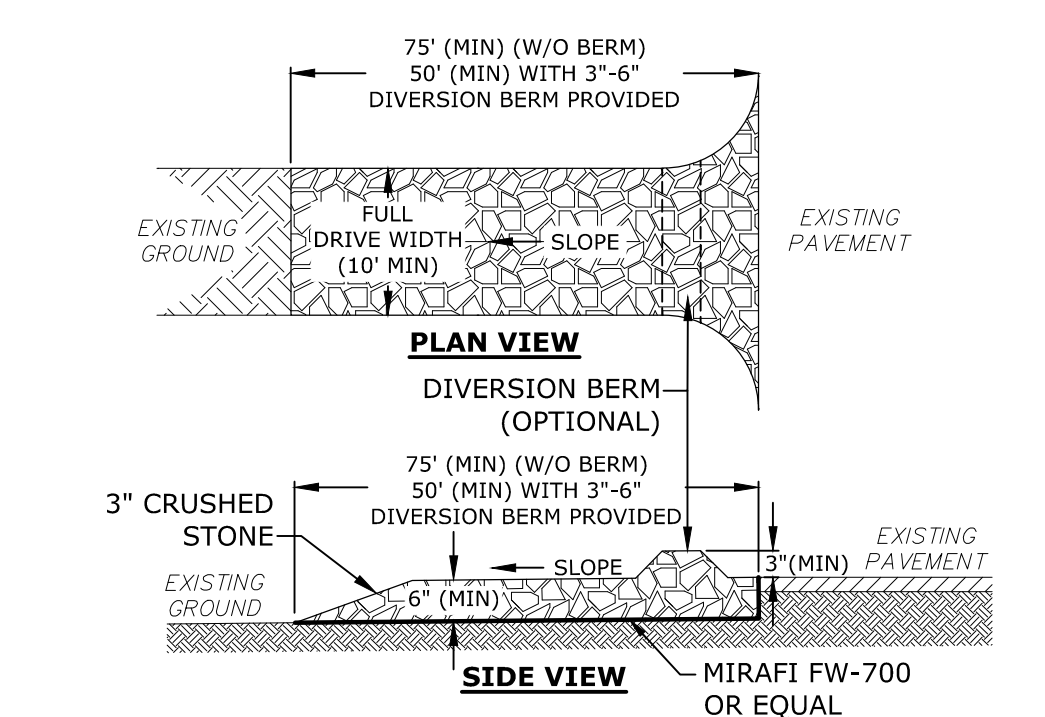 75' (MIN) (W/O BERM)
50' (MIN) WITH 3"-6"
DIVERSION BERM PROVIDED
EXISTING
GROUND
FULL
DRIVE WIDTH
(10' MIN)
SLOPE
EXISTING
PAVEMENT
PLAN VIEW
DIVERSION BERM
(OPTIONAL)
75' (MIN) (W/O BERM)
50' (MIN) WITH 3"-6"
DIVERSION BERM PROVIDED
3" CRUSHED
STONE
EXISTING
GROUND
6" (MIN)
SLOPE
3"(MIN)
EXISTING
PAVEMENT
SIDE VIEW
MIRAFI FW-700
OR EQUAL